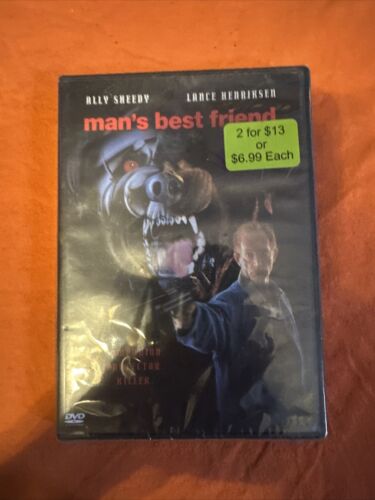 ALLY SHEEDY LANCE HENRIKSEN
man's best friend
2 for $13
or
$6.99 Each
KILLER
DVD